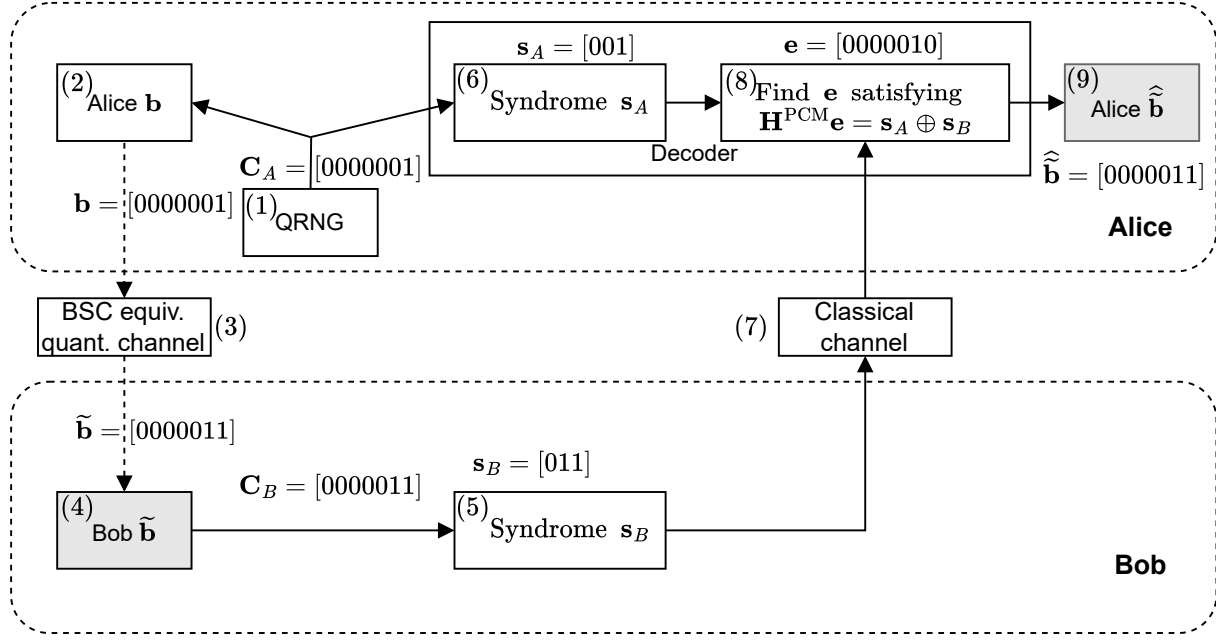 𝐬_A = [001]
𝐞 = [0000010]
(2) Alice 𝐛
(6) Syndrome 𝐬_A
(8) Find 𝐞 satisfying
𝐇^PCM 𝐞 = 𝐬_A ⊕ 𝐬_B
(9) Alice 𝐛̃̂
Decoder
𝐂_A = [0000001]
𝐛̃̂ = [0000011]
𝐛 = [0000001]
(1) QRNG
Alice
BSC equiv.
quant. channel
(3)
(7)
Classical
channel
𝐛̃ = [0000011]
𝐬_B = [011]
𝐂_B = [0000011]
(4) Bob 𝐛̃
(5) Syndrome 𝐬_B
Bob